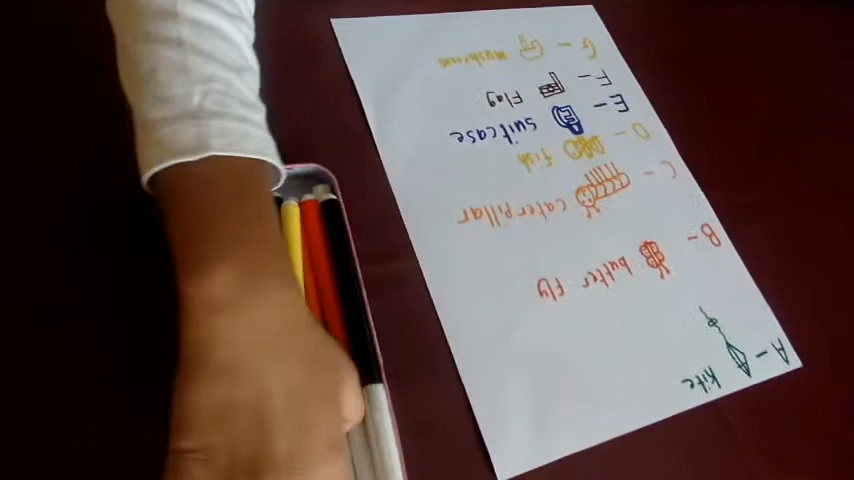 A - kite
B - butter fly
C - caterpillar
D - fish
E - suitcase
F - Flag
G - mushroom